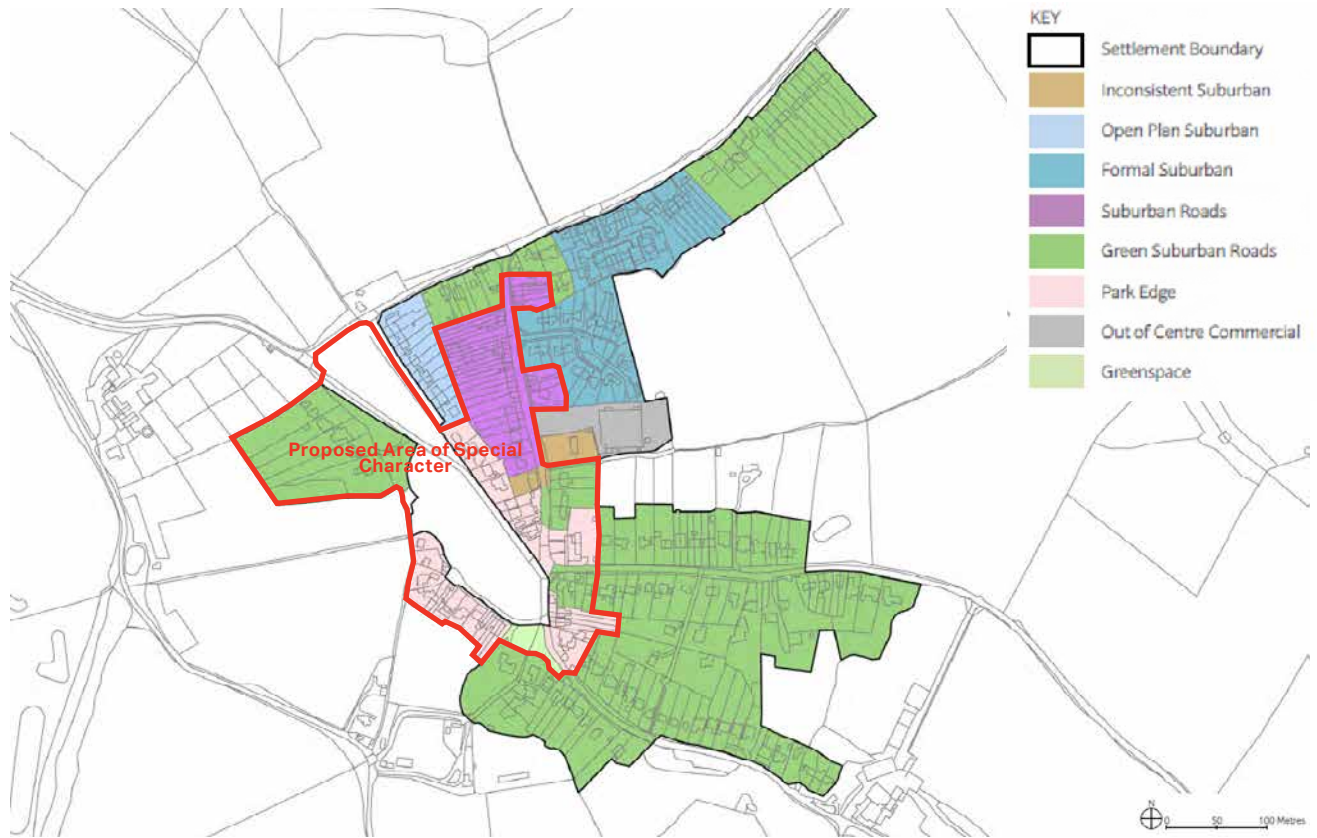 KEY
Settlement Boundary
Inconsistent Suburban
Open Plan Suburban
Formal Suburban
Suburban Roads
Green Suburban Roads
Park Edge
Out of Centre Commercial
Greenspace
Proposed Area of Special
Character
N
0 50 100 Metres